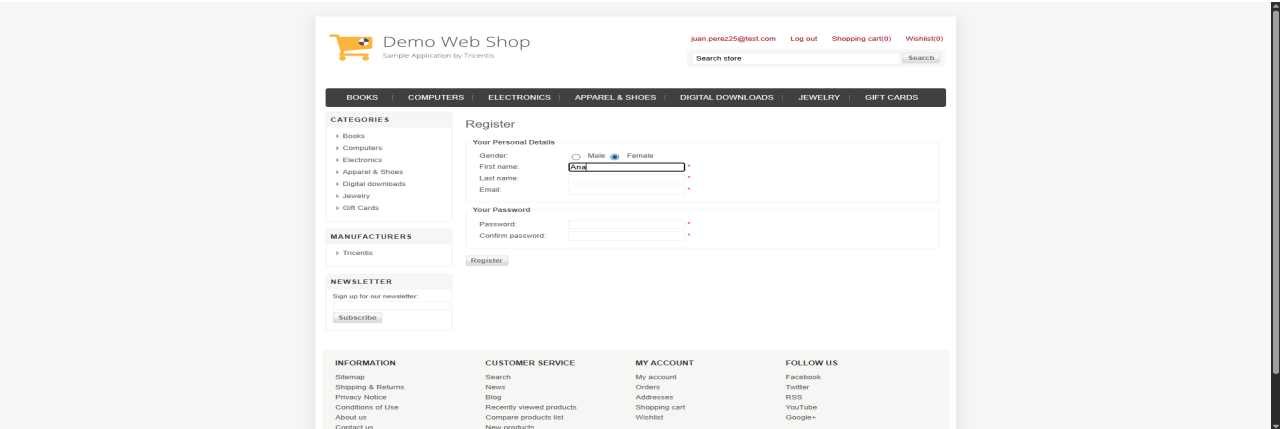 Demo Web Shop
Sample Application by Tricentis
juan.perez25@test.com Log out Shopping cart(0) Wishlist(0)
Search store Search
BOOKS | COMPUTERS | ELECTRONICS | APPAREL & SHOES | DIGITAL DOWNLOADS | JEWELRY | GIFT CARDS
CATEGORIES
Books
Computers
Electronics
Apparel & Shoes
Digital downloads
Jewelry
Gift Cards
MANUFACTURERS
Tricentis
NEWSLETTER
Sign up for our newsletter:
Subscribe
Register
Your Personal Details
Gender: Male Female
First name: Ana *
Last name: *
Email: *
Your Password
Password: *
Confirm password: *
Register
INFORMATION
Sitemap
Shipping & Returns
Privacy Notice
Conditions of Use
About us
Contact us
CUSTOMER SERVICE
Search
News
Blog
Recently viewed products
Compare products list
New products
MY ACCOUNT
My account
Orders
Addresses
Shopping cart
Wishlist
FOLLOW US
Facebook
Twitter
RSS
YouTube
Google+